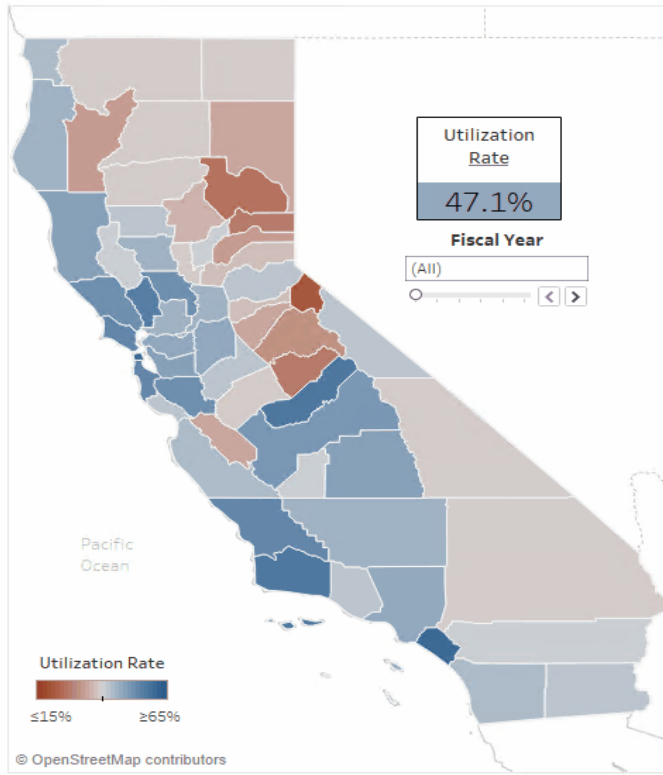 Utilization
Rate
47.1%
Fiscal Year
(All)
Pacific
Ocean
Utilization Rate
≤15% ≥65%
© OpenStreetMap contributors